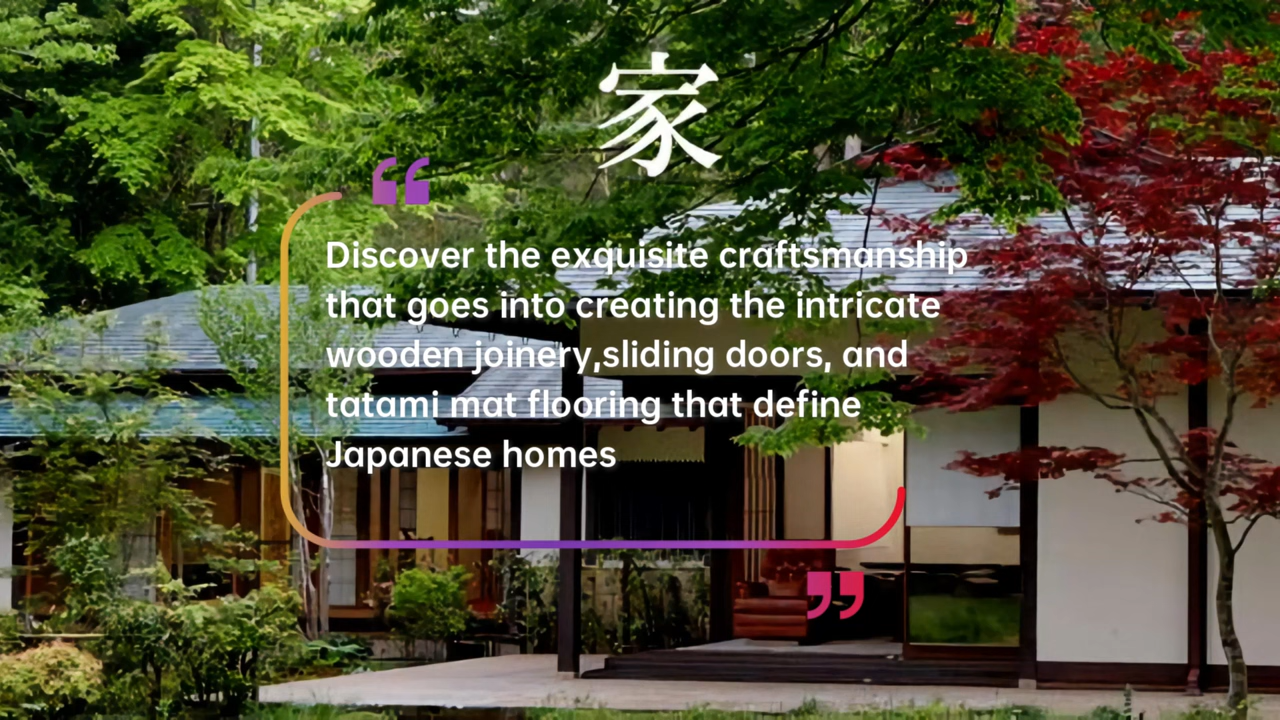 家
“
Discover the exquisite craftsmanship
that goes into creating the intricate
wooden joinery,sliding doors, and
tatami mat flooring that define
Japanese homes
”